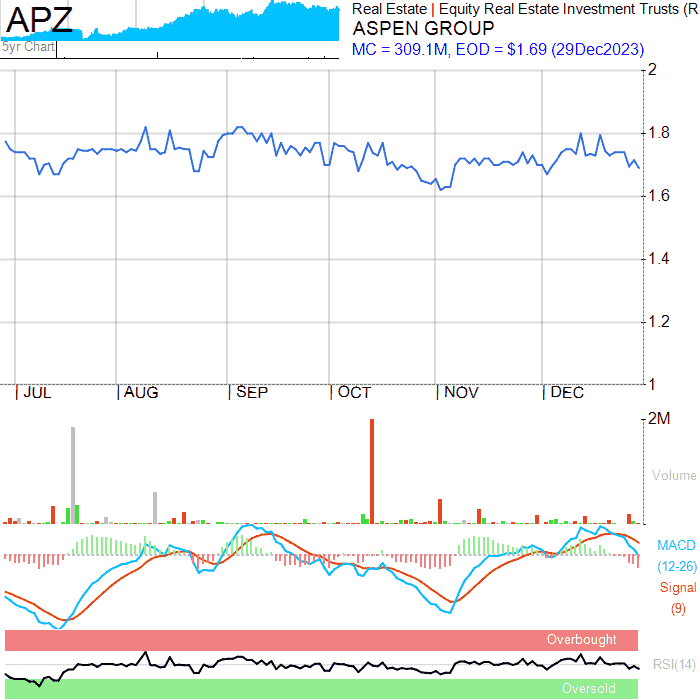 APZ
5yr Chart
Real Estate | Equity Real Estate Investment Trusts (R
ASPEN GROUP
MC = 309.1M, EOD = $1.69 (29Dec2023)
2
1.8
1.6
1.4
1.2
1
JUL AUG SEP OCT NOV DEC
2M
Volume
MACD
(12-26)
Signal
(9)
Overbought
RSI(14)
Oversold